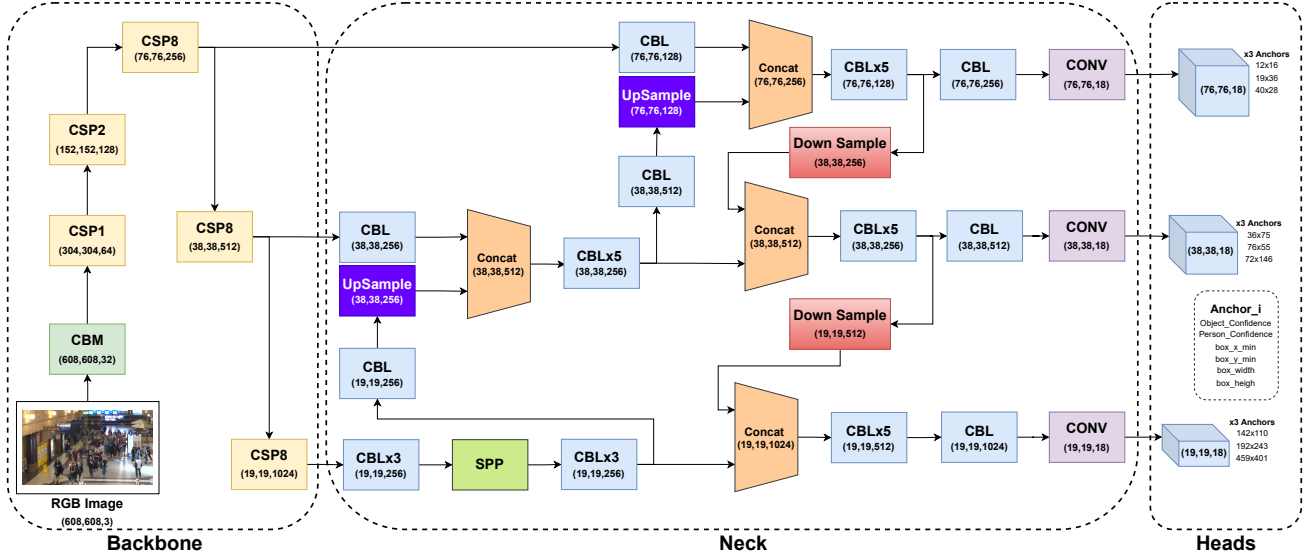 CSP8
(76,76,256)
CSP2
(152,152,128)
CSP1
(304,304,64)
CBM
(608,608,32)
RGB Image
(608,608,3)
CSP8
(38,38,512)
CSP8
(19,19,1024)
Backbone
CBL
(76,76,128)
UpSample
(76,76,128)
Concat
(76,76,256)
CBLx5
(76,76,128)
CBL
(76,76,256)
CONV
(76,76,18)
Down Sample
(38,38,256)
CBL
(38,38,512)
CBL
(38,38,256)
UpSample
(38,38,256)
Concat
(38,38,512)
CBLx5
(38,38,256)
Concat
(38,38,512)
CBLx5
(38,38,256)
CBL
(38,38,512)
CONV
(38,38,18)
Down Sample
(19,19,512)
CBL
(19,19,256)
CBLx3
(19,19,256)
SPP
CBLx3
(19,19,256)
Concat
(19,19,1024)
CBLx5
(19,19,512)
CBL
(19,19,1024)
CONV
(19,19,18)
Neck
(76,76,18)
x3 Anchors
12x16
19x36
40x28
(38,38,18)
x3 Anchors
36x75
76x55
72x146
Anchor_i
Object_Confidence
Person_Confidence
box_x_min
box_y_min
box_width
box_heigh
(19,19,18)
x3 Anchors
142x110
192x243
459x401
Heads